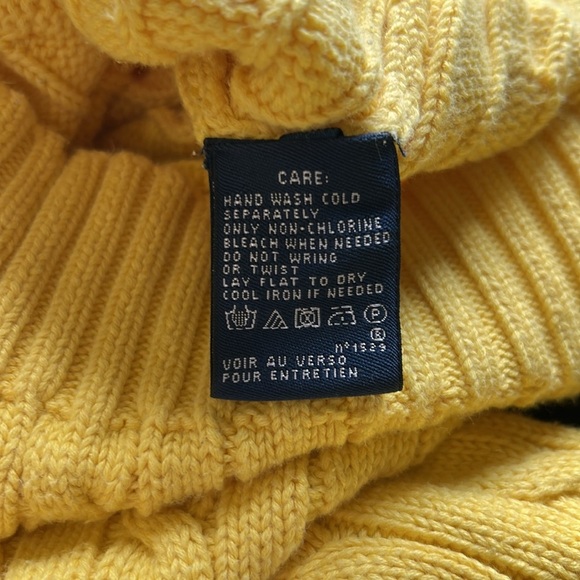 CARE:
HAND WASH COLD
SEPARATELY
ONLY NON-CHLORINE
BLEACH WHEN NEEDED
DO NOT WRING
OR TWIST
LAY FLAT TO DRY
COOL IRON IF NEEDED
P
R
Nº1529
VOIR AU VERSO
POUR ENTRETIEN